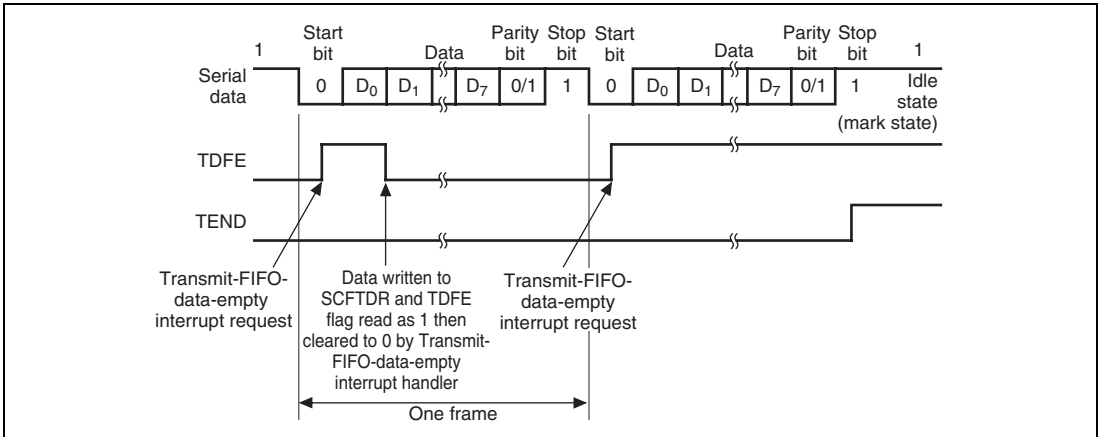 Start bit
Data
Parity bit
Stop bit
Start bit
Data
Parity bit
Stop bit
1
1
Serial data
0
D0
D1
D7
0/1
1
0
D0
D1
D7
0/1
1
Idle state (mark state)
TDFE
TEND
Transmit-FIFO-
data-empty
interrupt request
Data written to
SCFTDR and TDFE
flag read as 1 then
cleared to 0 by Transmit-
FIFO-data-empty
interrupt handler
Transmit-FIFO-
data-empty
interrupt request
One frame